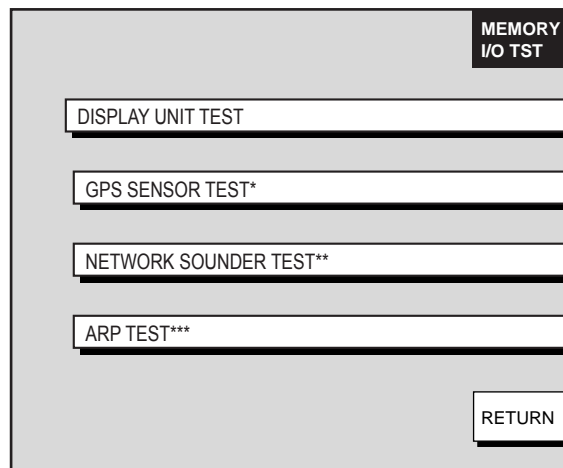 MEMORY
I/O TST
DISPLAY UNIT TEST
GPS SENSOR TEST*
NETWORK SOUNDER TEST**
ARP TEST***
RETURN